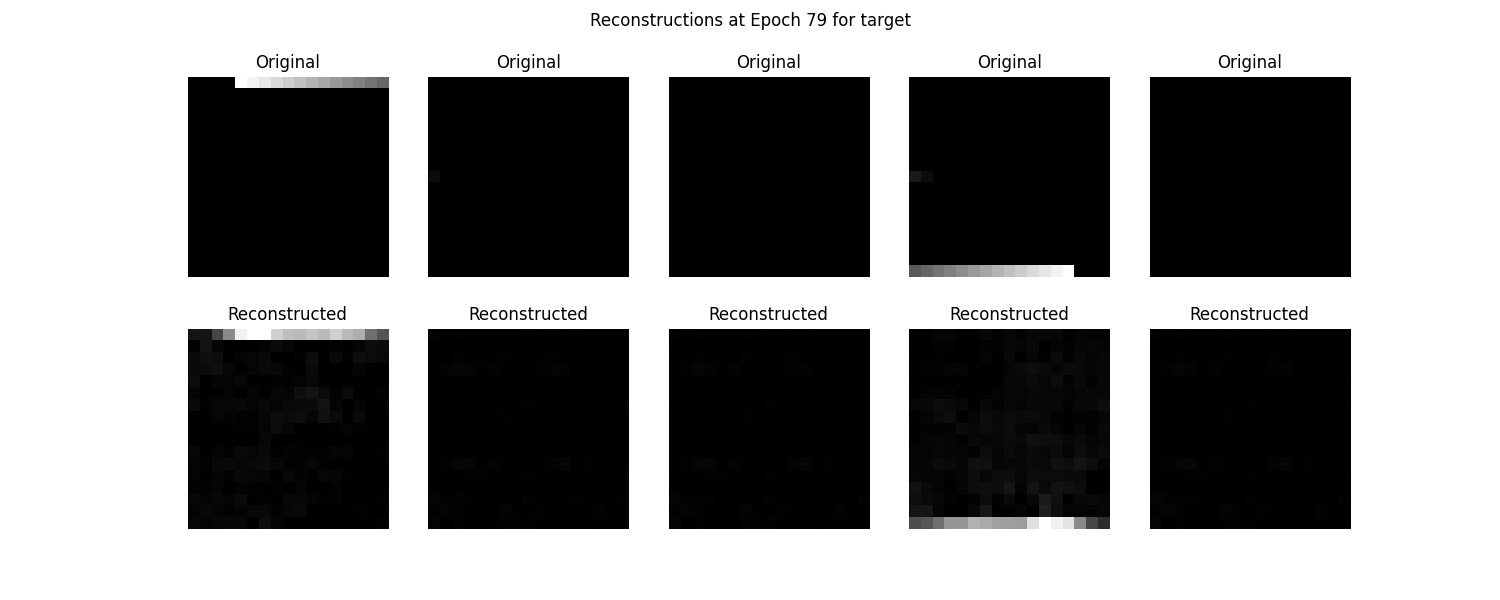 Reconstructions at Epoch 79 for target
Original Original Original Original Original
Reconstructed Reconstructed Reconstructed Reconstructed Reconstructed